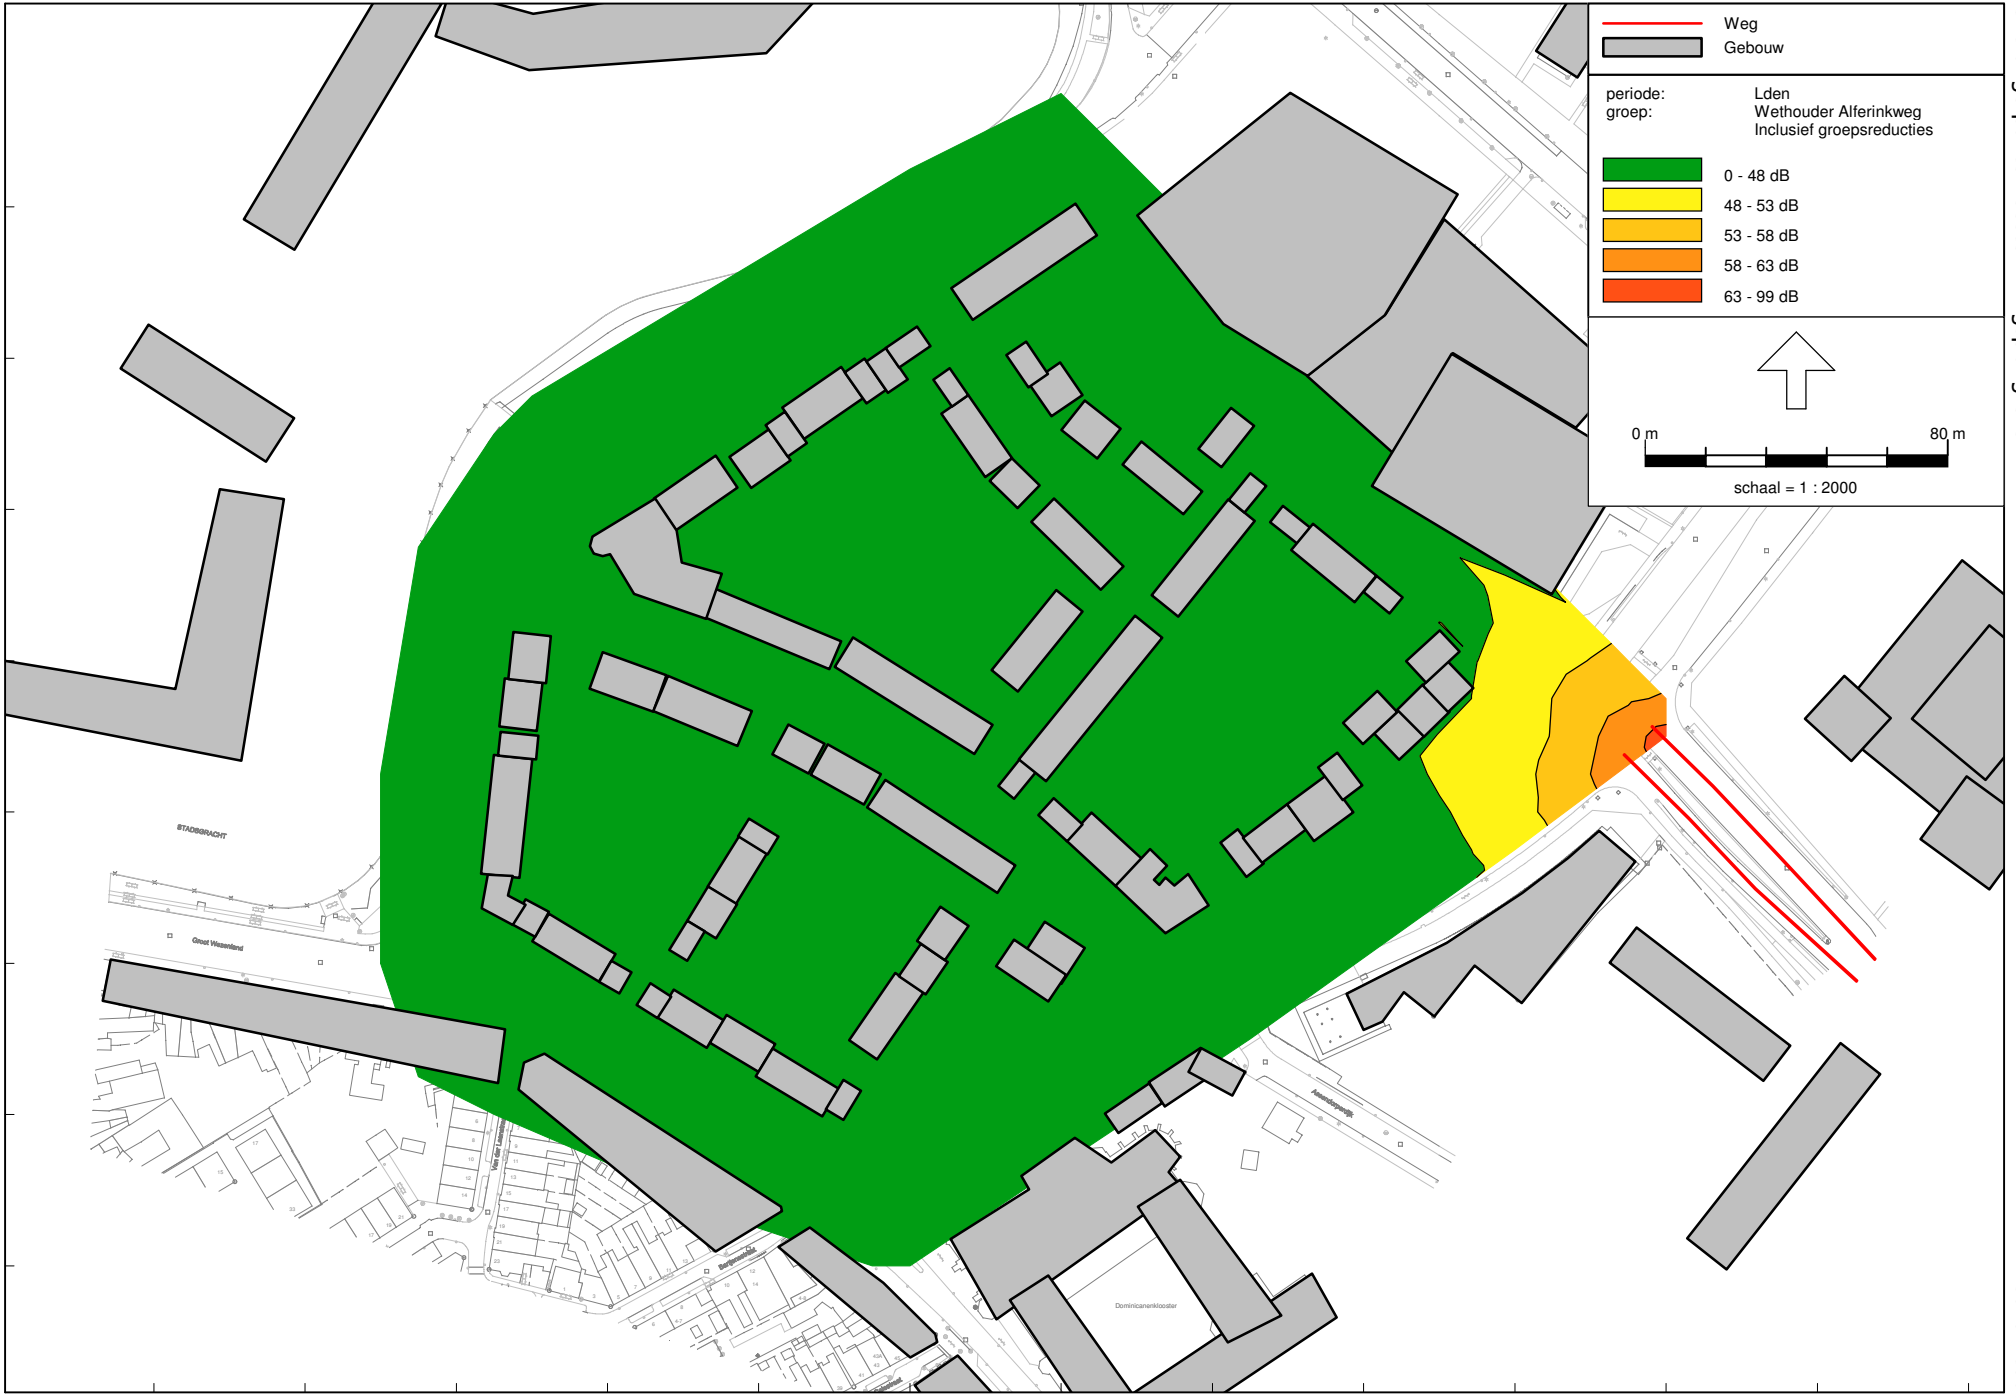 Weg
Gebouw
periode: Lden
groep: Wethouder Alferinkweg
Inclusief groepsreducties
0 - 48 dB
48 - 53 dB
53 - 58 dB
58 - 63 dB
63 - 99 dB
0 m 80 m
schaal = 1 : 2000
STADSGRACHT
Groot Wezenland
Assendorperdijk
Dominicanenklooster